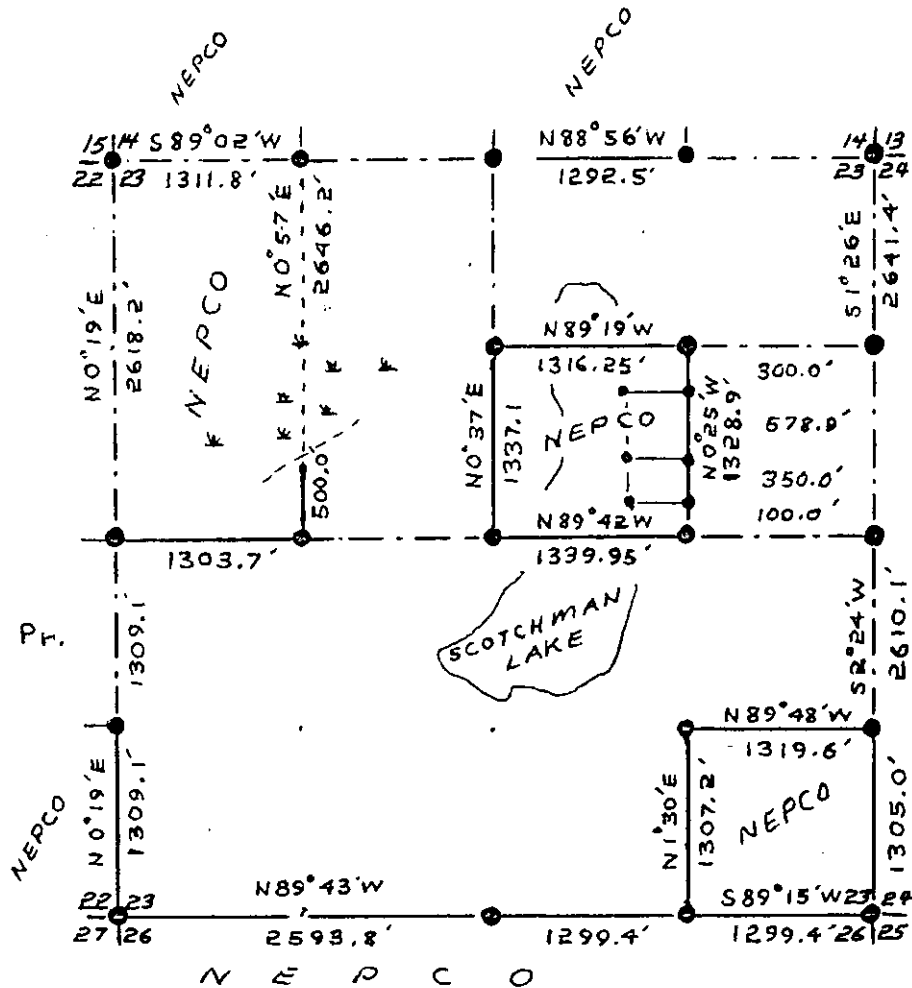 NEPCO
NEPCO
15 14 S89°02'W N88°56'W 14 13
22 23 1311.8' 1292.5' 23 24
N0°19'E
2618.2'
NEPCO
N0°57'E
2646.2'
S1°26'E
2641.4'
N89°19'W
1316.25' 300.0'
N0°37'E
1337.1
NEPCO
N0°25'W
1328.9'
678.9'
350.0'
500.0'
N89°42'W 100.0'
1303.7' 1339.95'
PT.
1309.1'
SCOTCHMAN
LAKE
S2°24'W
2610.1'
N89°48'W
1319.6'
NEPCO
N0°19'E
1309.1'
N1°30'E
1307.2'
NEPCO
1305.0'
22 23 N89°43'W S89°15'W 23 24
27 26 2593.8' 1299.4' 1299.4' 26 25
N E P C O